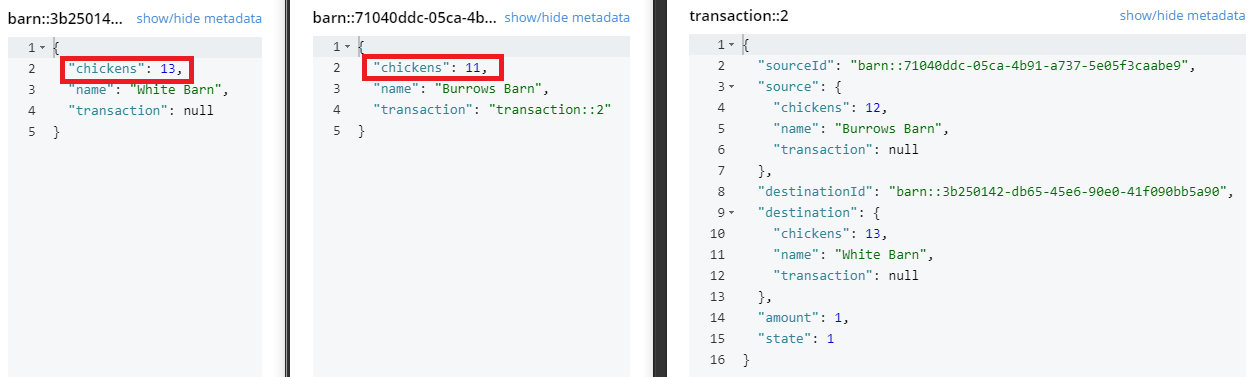 barn::3b25014... show/hide metadata
1 {
2 "chickens": 13,
3 "name": "White Barn",
4 "transaction": null
5 }
barn::71040ddc-05ca-4b... show/hide metadata
1 {
2 "chickens": 11,
3 "name": "Burrows Barn",
4 "transaction": "transaction::2"
5 }
transaction::2 show/hide metadata
1 {
2 "sourceId": "barn::71040ddc-05ca-4b91-a737-5e05f3caabe9",
3 "source": {
4 "chickens": 12,
5 "name": "Burrows Barn",
6 "transaction": null
7 },
8 "destinationId": "barn::3b250142-db65-45e6-90e0-41f090bb5a90",
9 "destination": {
10 "chickens": 13,
11 "name": "White Barn",
12 "transaction": null
13 },
14 "amount": 1,
15 "state": 1
16 }